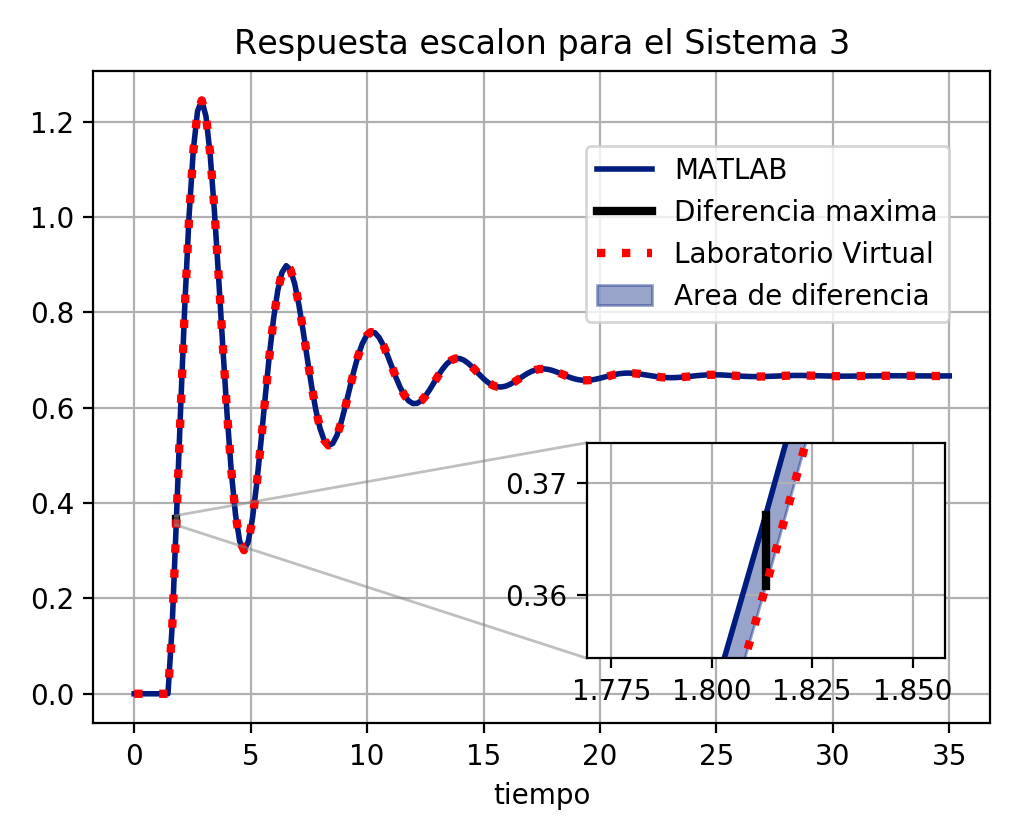 Respuesta escalon para el Sistema 3
1.2
1.0
0.8
0.6
0.4
0.2
0.0
MATLAB
Diferencia maxima
Laboratorio Virtual
Area de diferencia
0.37
0.36
1.775 1.800 1.825 1.850
0 5 10 15 20 25 30 35
tiempo